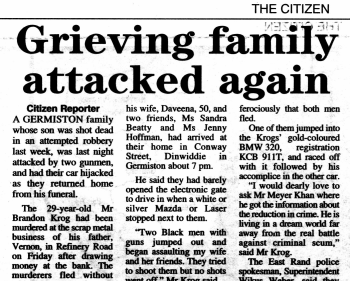 THE CITIZEN
Grieving family
attacked again
Citizen Reporter
A GERMISTON family
whose son was shot dead
in an attempted robbery
last week, was last night
attacked by two gunmen,
and had their car hijacked
as they returned home
from his funeral.
The 29-year-old Mr
Brandon Krog had been
murdered at the scrap metal
business of his father,
Vernon, in Refinery Road
on Friday after drawing
money at the bank. The
murderers fled without
his wife, Daveena, 50, and
two friends, Ms Sandra
Beatty and Ms Jenny
Hoffman, had arrived at
their home in Conway
Street, Dinwiddie in
Germiston about 7 pm.
He said they had barely
opened the electronic gate
to drive in when a white or
silver Mazda or Laser
stopped next to them.
"Two Black men with
guns jumped out and
began assaulting my wife
and her friends. They tried
to shoot them but no shots
went off," Mr Krog said.
ferociously that both men
fled.
One of them jumped into
the Krogs' gold-coloured
BMW 320, registration
KCB 911T, and raced off
with it followed by his
accomplice in the other car.
"I would dearly love to
ask Mr Meyer Khan where
he got the information about
the reduction in crime. He is
living in a dream world far
away from the real battle
against criminal scum,"
said Mr Krog.
The East Rand police
spokesman, Superintendent